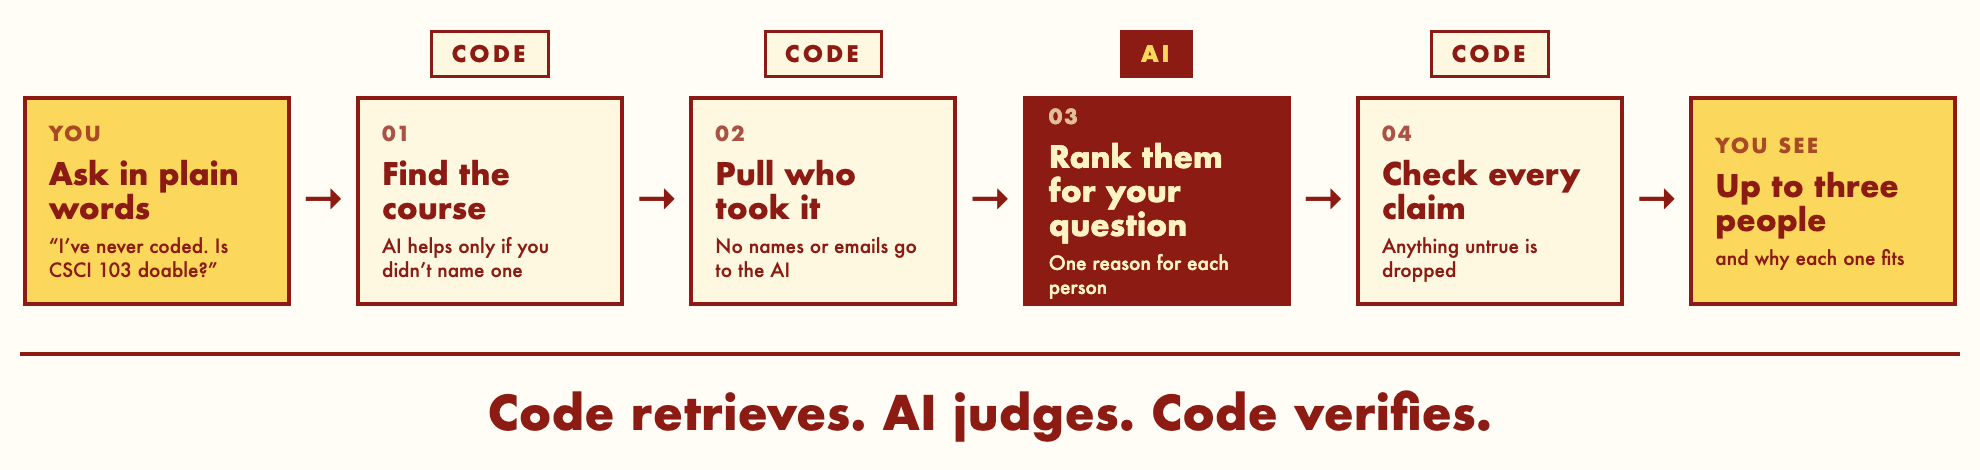 CODE
CODE
AI
CODE
YOU
Ask in plain
words
“I’ve never coded. Is
CSCI 103 doable?”
01
Find the
course
AI helps only if you
didn’t name one
02
Pull who
took it
No names or emails go
to the AI
03
Rank them
for your
question
One reason for each
person
04
Check every
claim
Anything untrue is
dropped
YOU SEE
Up to three
people
and why each one fits
Code retrieves. AI judges. Code verifies.